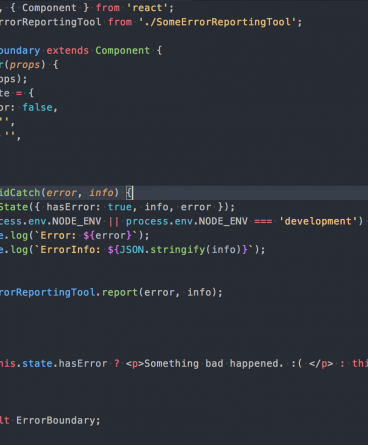 , { Component } from 'react';
rrorReportingTool from './SomeErrorReportingTool';
oundary extends Component {
r(props) {
ops);
te = {
or: false,
'',
'',
idCatch(error, info) {
State({ hasError: true, info, error });
cess.env.NODE_ENV || process.env.NODE_ENV === 'development')
e.log(`Error: ${error}`);
e.log(`ErrorInfo: ${JSON.stringify(info)}`);
rorReportingTool.report(error, info);
his.state.hasError ? <p>Something bad happened. :( </p> : thi
lt ErrorBoundary;